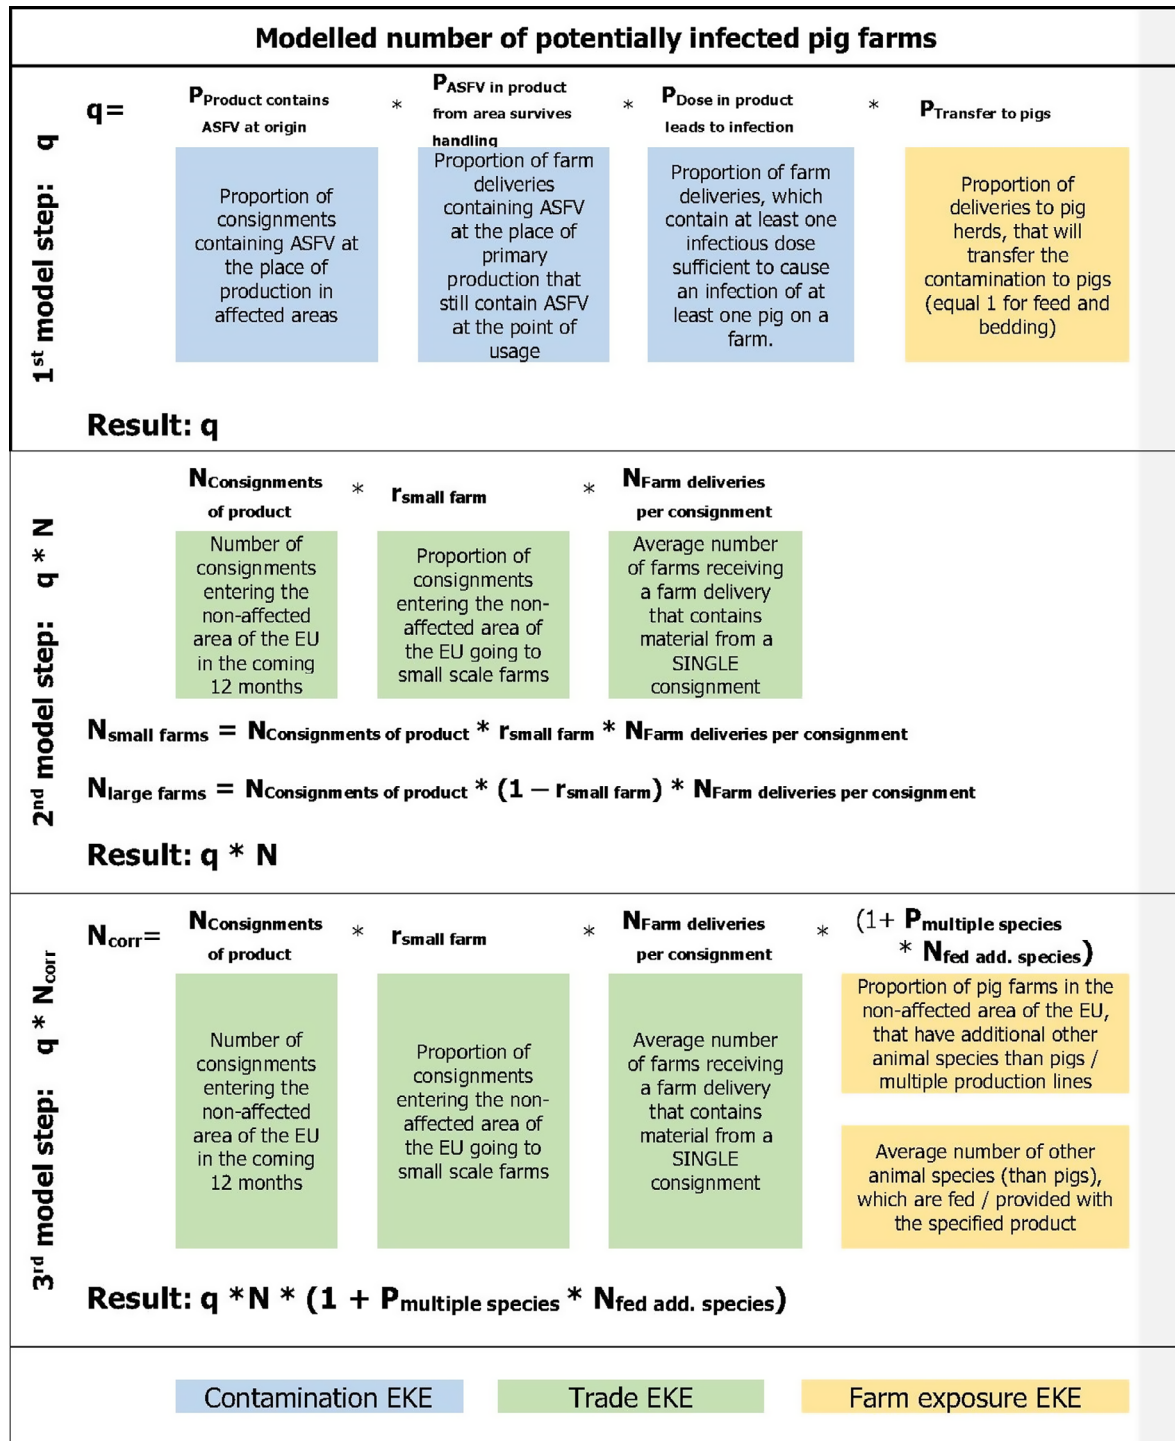 Modelled number of potentially infected pig farms
1st model step: q
q=
PProduct contains
ASFV at origin
*
PASFV in product
from area survives
handling
*
PDose in product
leads to infection
*
PTransfer to pigs
Proportion of
consignments
containing ASFV at
the place of
production in
affected areas
Proportion of farm
deliveries
containing ASFV
at the place of
primary
production that
still contain ASFV
at the point of
usage
Proportion of farm
deliveries, which
contain at least one
infectious dose
sufficient to cause
an infection of at
least one pig on a
farm.
Proportion of
deliveries to pig
herds, that will
transfer the
contamination to pigs
(equal 1 for feed and
bedding)
Result: q
2nd model step: q * N
NConsignments
of product
*
rsmall farm
*
NFarm deliveries
per consignment
Number of
consignments
entering the
non-affected
area of the EU
in the coming
12 months
Proportion of
consignments
entering the non-
affected area of
the EU going to
small scale farms
Average number
of farms receiving
a farm delivery
that contains
material from a
SINGLE
consignment
Nsmall farms = NConsignments of product * rsmall farm * NFarm deliveries per consignment
Nlarge farms = NConsignments of product * (1 – rsmall farm) * NFarm deliveries per consignment
Result: q * N
3rd model step: q * Ncorr
Ncorr=
NConsignments
of product
*
rsmall farm
*
NFarm deliveries
per consignment
*
(1+ Pmultiple species
* Nfed add. species)
Number of
consignments
entering the
non-affected
area of the EU
in the coming
12 months
Proportion of
consignments
entering the non-
affected area of
the EU going to
small scale farms
Average number
of farms receiving
a farm delivery
that contains
material from a
SINGLE
consignment
Proportion of pig farms in the
non-affected area of the EU,
that have additional other
animal species than pigs /
multiple production lines
Average number of other
animal species (than pigs),
which are fed / provided with
the specified product
Result: q *N * (1 + Pmultiple species * Nfed add. species)
Contamination EKE
Trade EKE
Farm exposure EKE